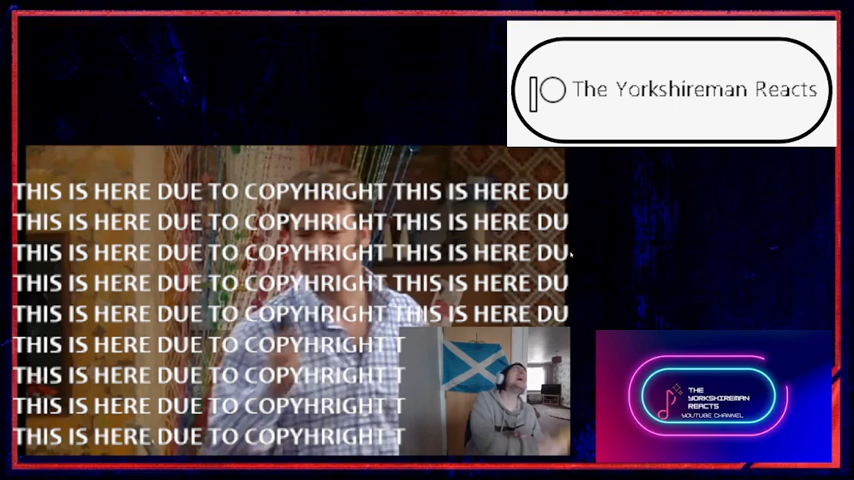 The Yorkshireman Reacts
THIS IS HERE DUE TO COPYHRIGHT THIS IS HERE DU
THIS IS HERE DUE TO COPYHRIGHT THIS IS HERE DU
THIS IS HERE DUE TO COPYHRIGHT THIS IS HERE DU
THIS IS HERE DUE TO COPYHRIGHT THIS IS HERE DU
THIS IS HERE DUE TO COPYHRIGHT THIS IS HERE DU
THIS IS HERE DUE TO COPYHRIGHT T
THIS IS HERE DUE TO COPYHRIGHT T
THIS IS HERE DUE TO COPYHRIGHT T
THIS IS HERE DUE TO COPYHRIGHT T
THE
YORKSHIREMAN
REACTS
YOUTUBE CHANNEL